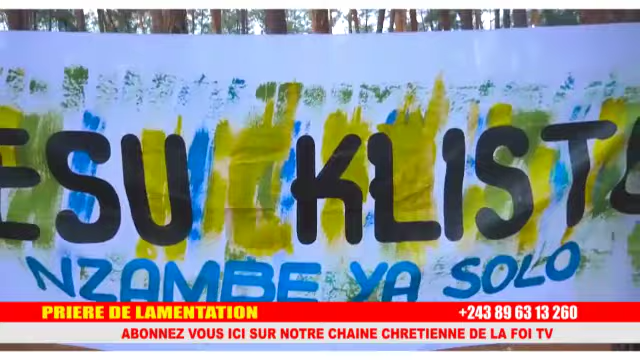 ESU KLISTO
NZAMBE YA SOLO
PRIERE DE LAMENTATION
+243 89 63 13 260
ABONNEZ VOUS ICI SUR NOTRE CHAINE CHRETIENNE DE LA FOI TV